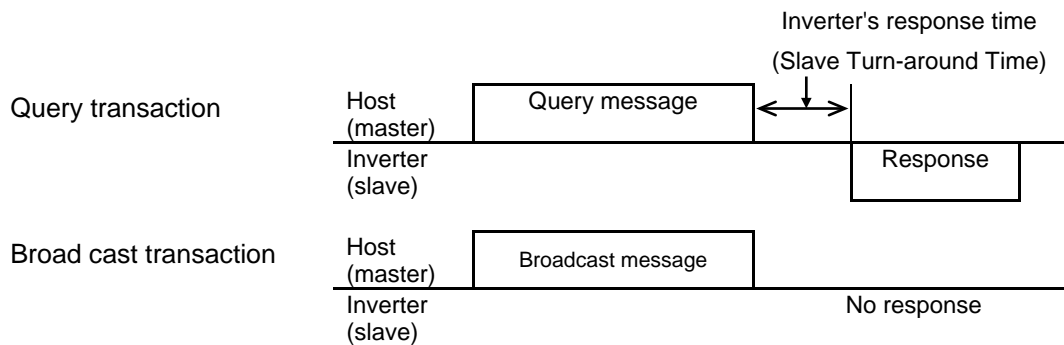 Inverter's response time
(Slave Turn-around Time)
Query transaction
Host
(master)
Query message
Inverter
(slave)
Response
Broad cast transaction
Host
(master)
Broadcast message
Inverter
(slave)
No response